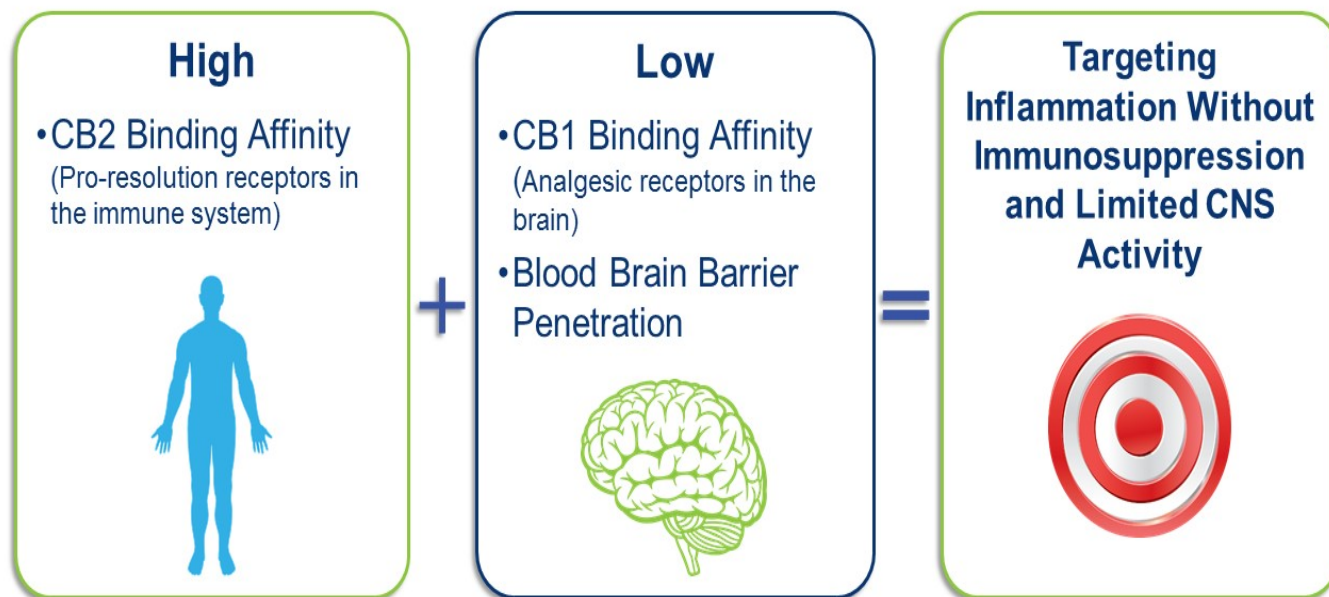 High
•CB2 Binding Affinity
(Pro-resolution receptors in
the immune system)
+
Low
•CB1 Binding Affinity
(Analgesic receptors in the
brain)
•Blood Brain Barrier
Penetration
=
Targeting
Inflammation Without
Immunosuppression
and Limited CNS
Activity